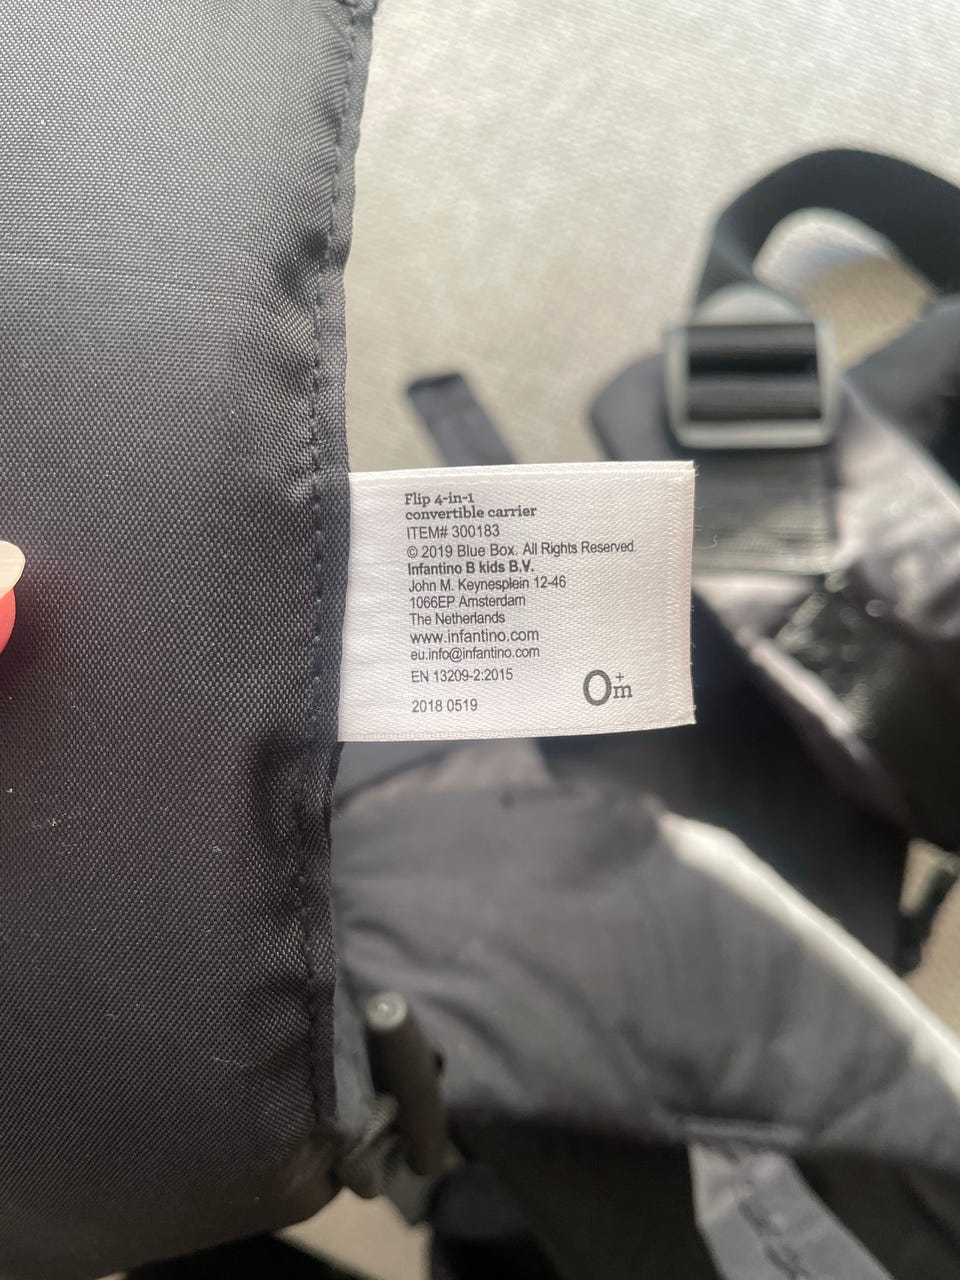 Flip 4-in-1
convertible carrier
ITEM# 300183
© 2019 Blue Box. All Rights Reserved.
Infantino B kids B.V.
John M. Keynesplein 12-46
1066EP Amsterdam
The Netherlands
www.infantino.com
eu.info@infantino.com
EN 13209-2:2015
0+m
2018 0519